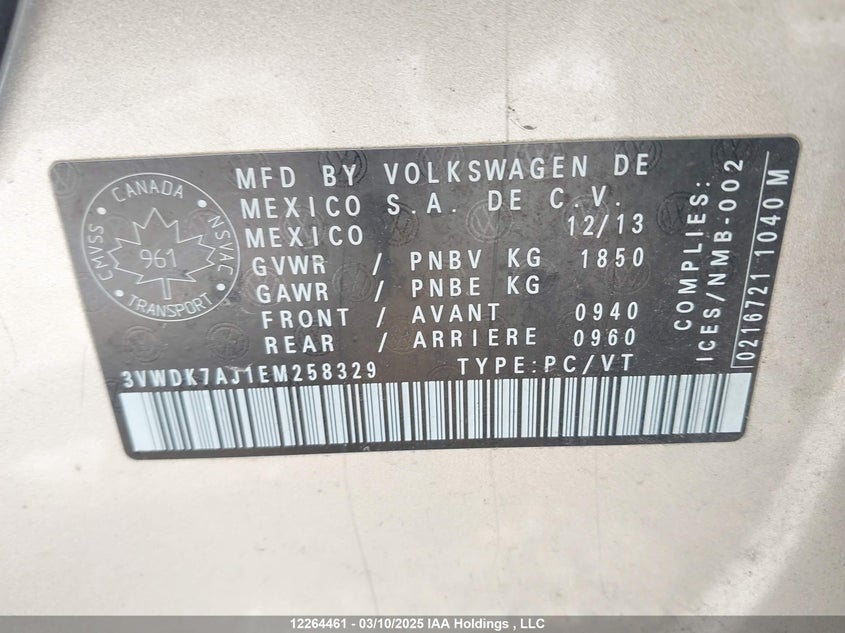 CANADA
CMVSS
NSVAC
961
TRANSPORT
MFD BY VOLKSWAGEN DE
MEXICO S.A. DE C.V.
MEXICO 12/13
GVWR / PNBV KG 1850
GAWR / PNBE KG
FRONT / AVANT 0940
REAR / ARRIERE 0960
3VWDK7AJ1EM258329 TYPE:PC/VT
COMPLIES:
ICES/NMB-002
0216721 1040 M
12264461 - 03/10/2025 IAA Holdings , LLC